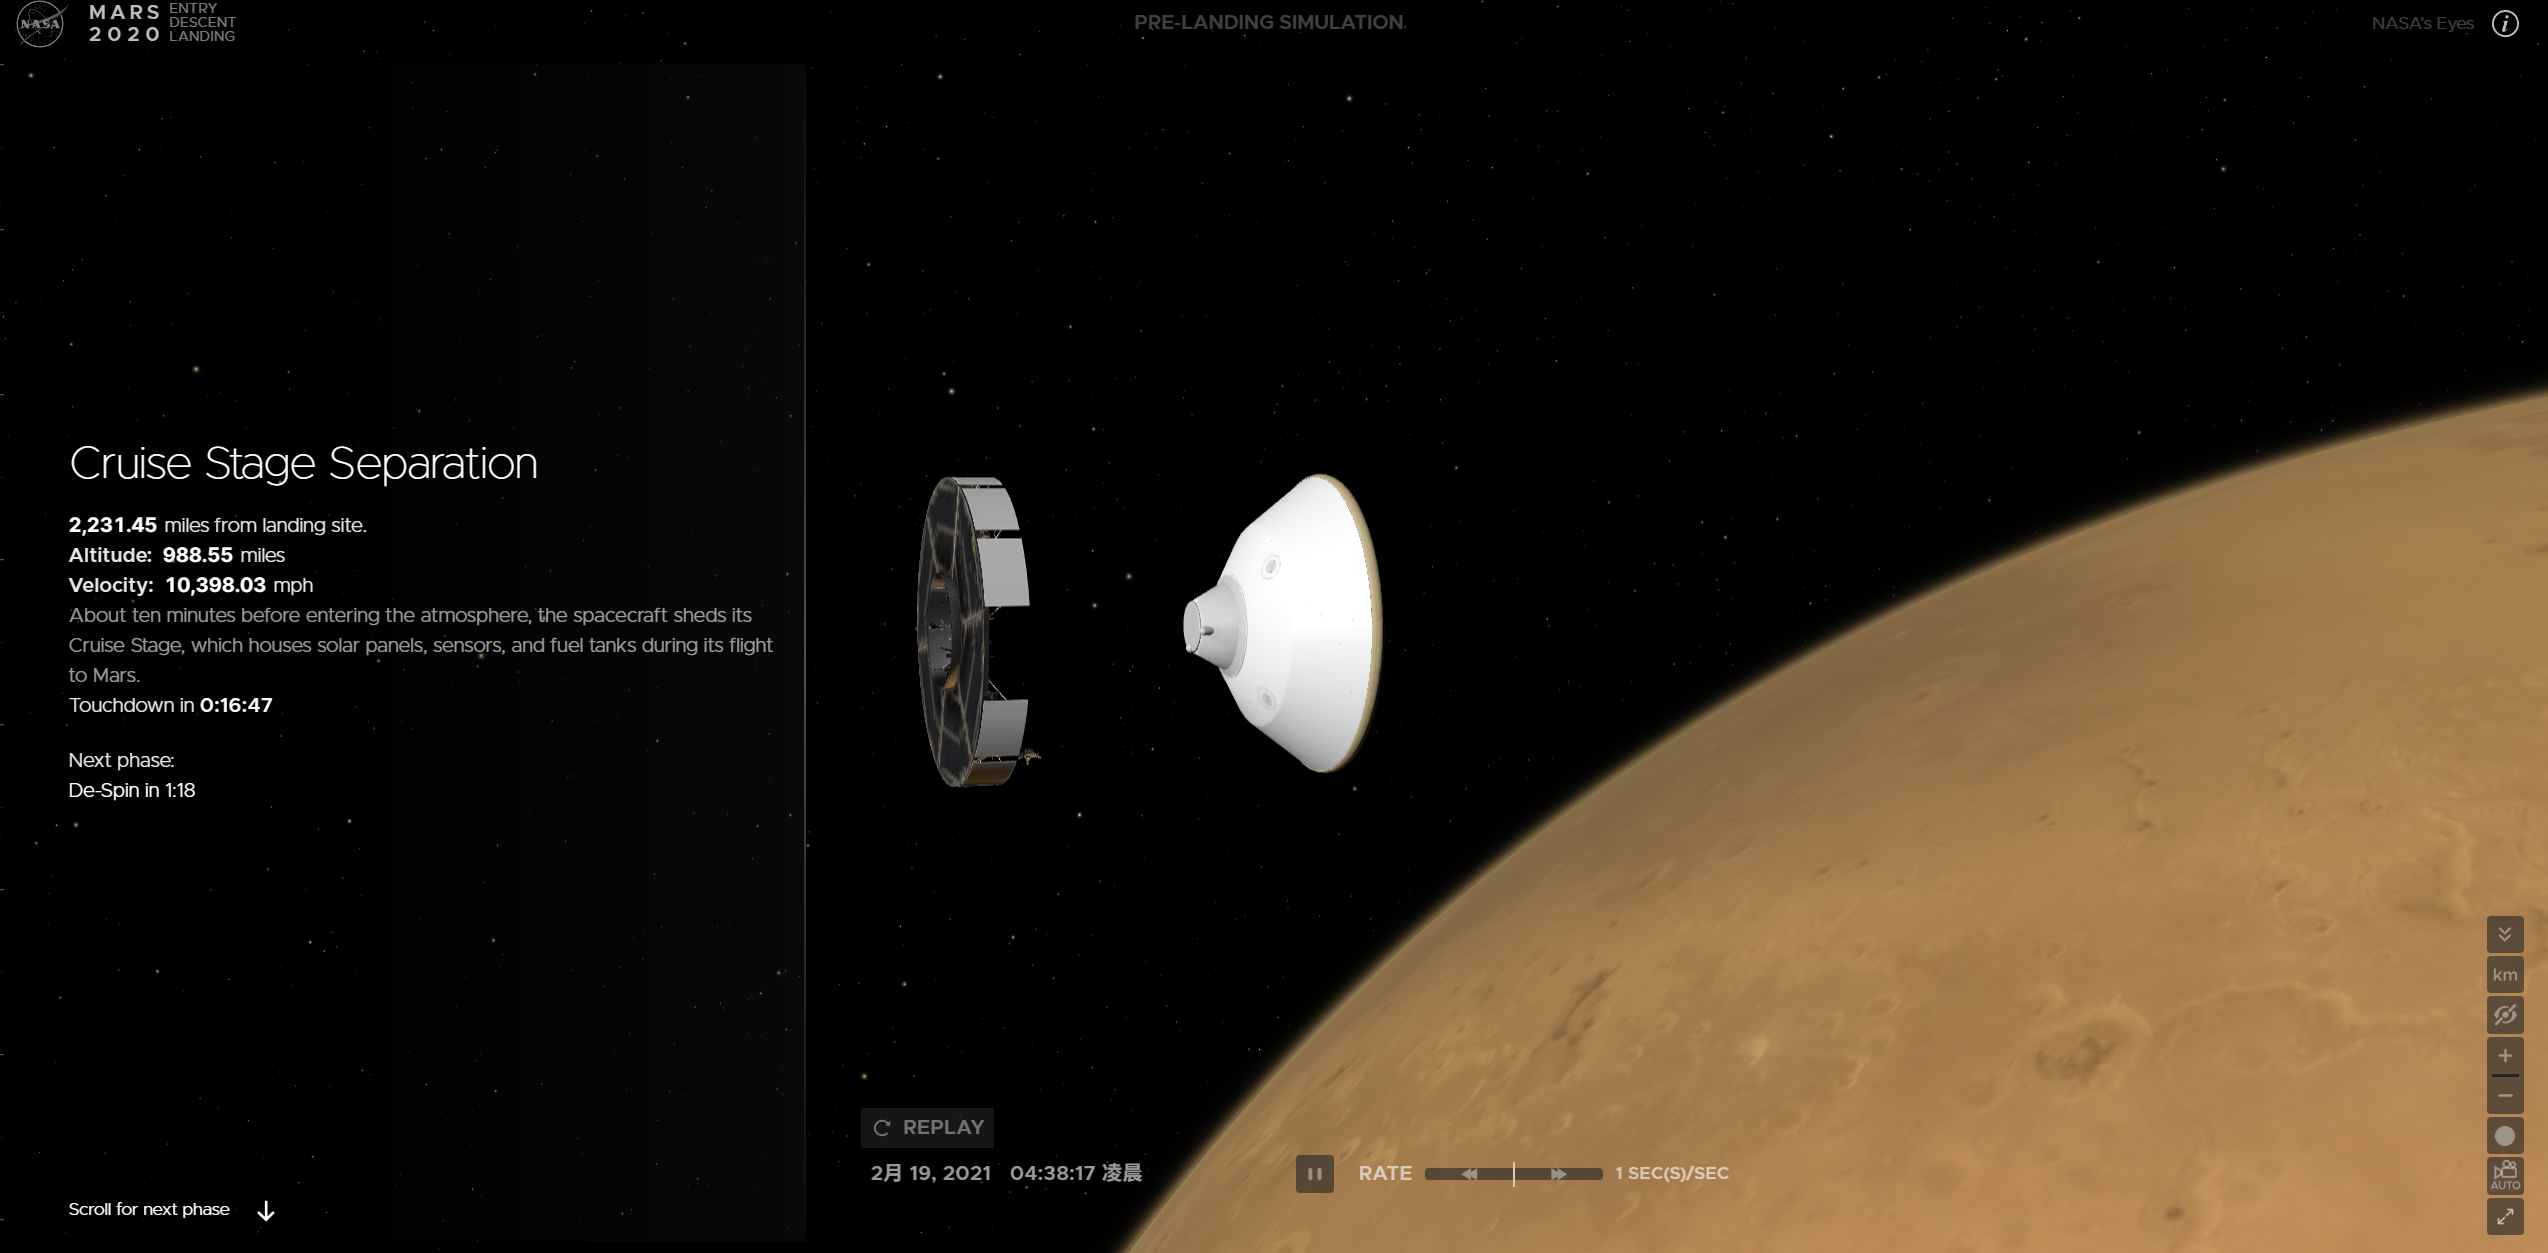 NASA
MARS
2020
ENTRY
DESCENT
LANDING
PRE-LANDING SIMULATION.
NASA's Eyes
i
Cruise Stage Separation
2,231.45 miles from landing site.
Altitude: 988.55 miles
Velocity: 10,398.03 mph
About ten minutes before entering the atmosphere, the spacecraft sheds its
Cruise Stage, which houses solar panels, sensors, and fuel tanks during its flight
to Mars.
Touchdown in 0:16:47
Next phase:
De-Spin in 1:18
Scroll for next phase
REPLAY
2月 19, 2021 04:38:17 凌晨
RATE
1 SEC(S)/SEC
km
+
−
AUTO